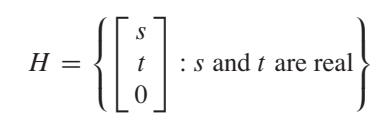 H = { [ s t 0 ] : s and t are real }